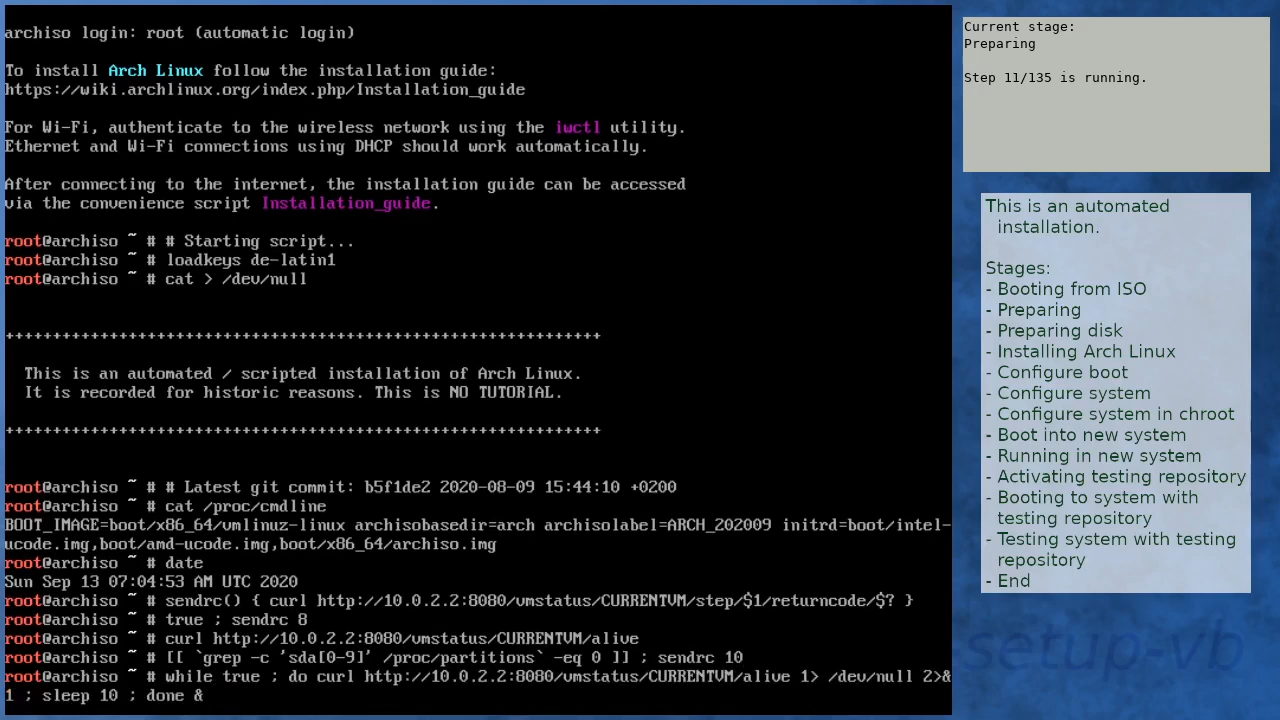 archiso login: root (automatic login)
To install Arch Linux follow the installation guide:
https://wiki.archlinux.org/index.php/Installation_guide
For Wi-Fi, authenticate to the wireless network using the iwctl utility.
Ethernet and Wi-Fi connections using DHCP should work automatically.
After connecting to the internet, the installation guide can be accessed
via the convenience script Installation_guide.
root@archiso ~ # # Starting script...
root@archiso ~ # loadkeys de-latin1
root@archiso ~ # cat > /dev/null
+++++++++++++++++++++++++++++++++++++++++++++++++++++++++++++++
This is an automated / scripted installation of Arch Linux.
It is recorded for historic reasons. This is NO TUTORIAL.
+++++++++++++++++++++++++++++++++++++++++++++++++++++++++++++++
root@archiso ~ # # Latest git commit: b5f1de2 2020-08-09 15:44:10 +0200
root@archiso ~ # cat /proc/cmdline
BOOT_IMAGE=boot/x86_64/vmlinuz-linux archisobasedir=arch archisolabel=ARCH_202009 initrd=boot/intel-
ucode.img,boot/amd-ucode.img,boot/x86_64/archiso.img
root@archiso ~ # date
Sun Sep 13 07:04:53 AM UTC 2020
root@archiso ~ # sendrc() { curl http://10.0.2.2:8080/vmstatus/CURRENTVM/step/$1/returncode/$? }
root@archiso ~ # true ; sendrc 8
root@archiso ~ # curl http://10.0.2.2:8080/vmstatus/CURRENTVM/alive
root@archiso ~ # [[ `grep -c 'sda[0-9]' /proc/partitions` -eq 0 ]] ; sendrc 10
root@archiso ~ # while true ; do curl http://10.0.2.2:8080/vmstatus/CURRENTVM/alive 1> /dev/null 2>&
1 ; sleep 10 ; done &
Current stage:
Preparing
Step 11/135 is running.
This is an automated
installation.
Stages:
- Booting from ISO
- Preparing
- Preparing disk
- Installing Arch Linux
- Configure boot
- Configure system
- Configure system in chroot
- Boot into new system
- Running in new system
- Activating testing repository
- Booting to system with
testing repository
- Testing system with testing
repository
- End
setup-vb